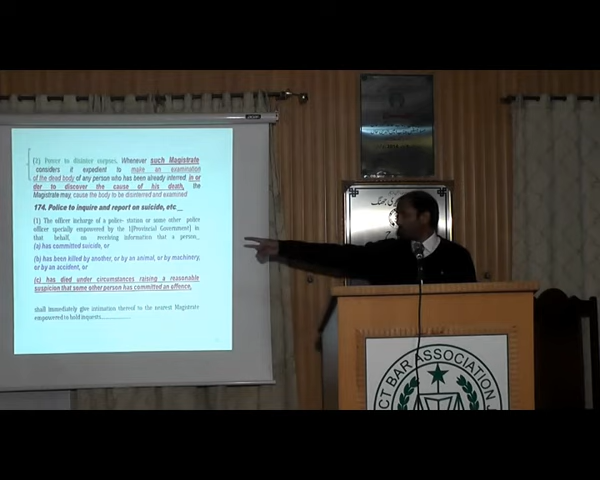 (2) Power to disinter corpses. Whenever such Magistrate
considers it expedient to make an examination
of the dead body of any person who has been already interred, in or
der to discover the cause of his death, the
Magistrate may, cause the body to be disinterred and examined
174. Police to inquire and report on suicide, etc_
(1) The officer incharge of a police- station or some other police
officer specially empowered by the 1[Provincial Government] in
that behalf, on receiving information that a person_
(a) has committed suicide, or
(b) has been killed by another, or by an animal, or by machinery,
or by an accident, or
(c) has died under circumstances raising a reasonable
suspicion that some other person has committed an offence,
shall immediately give intimation thereof to the nearest Magistrate
empowered to hold inquests
CT BAR ASSOCIATION